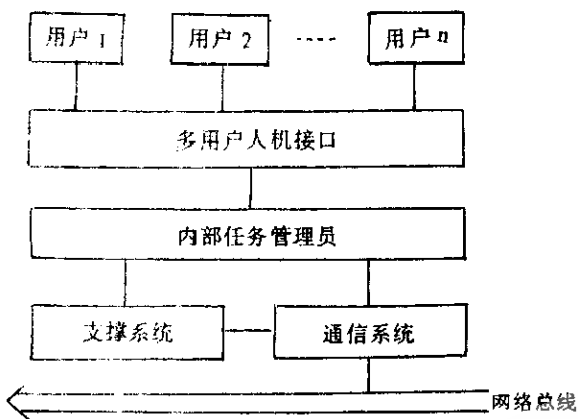 用户1 用户2 ---- 用户n
多用户人机接口
内部任务管理员
支撑系统 通信系统
网络总线